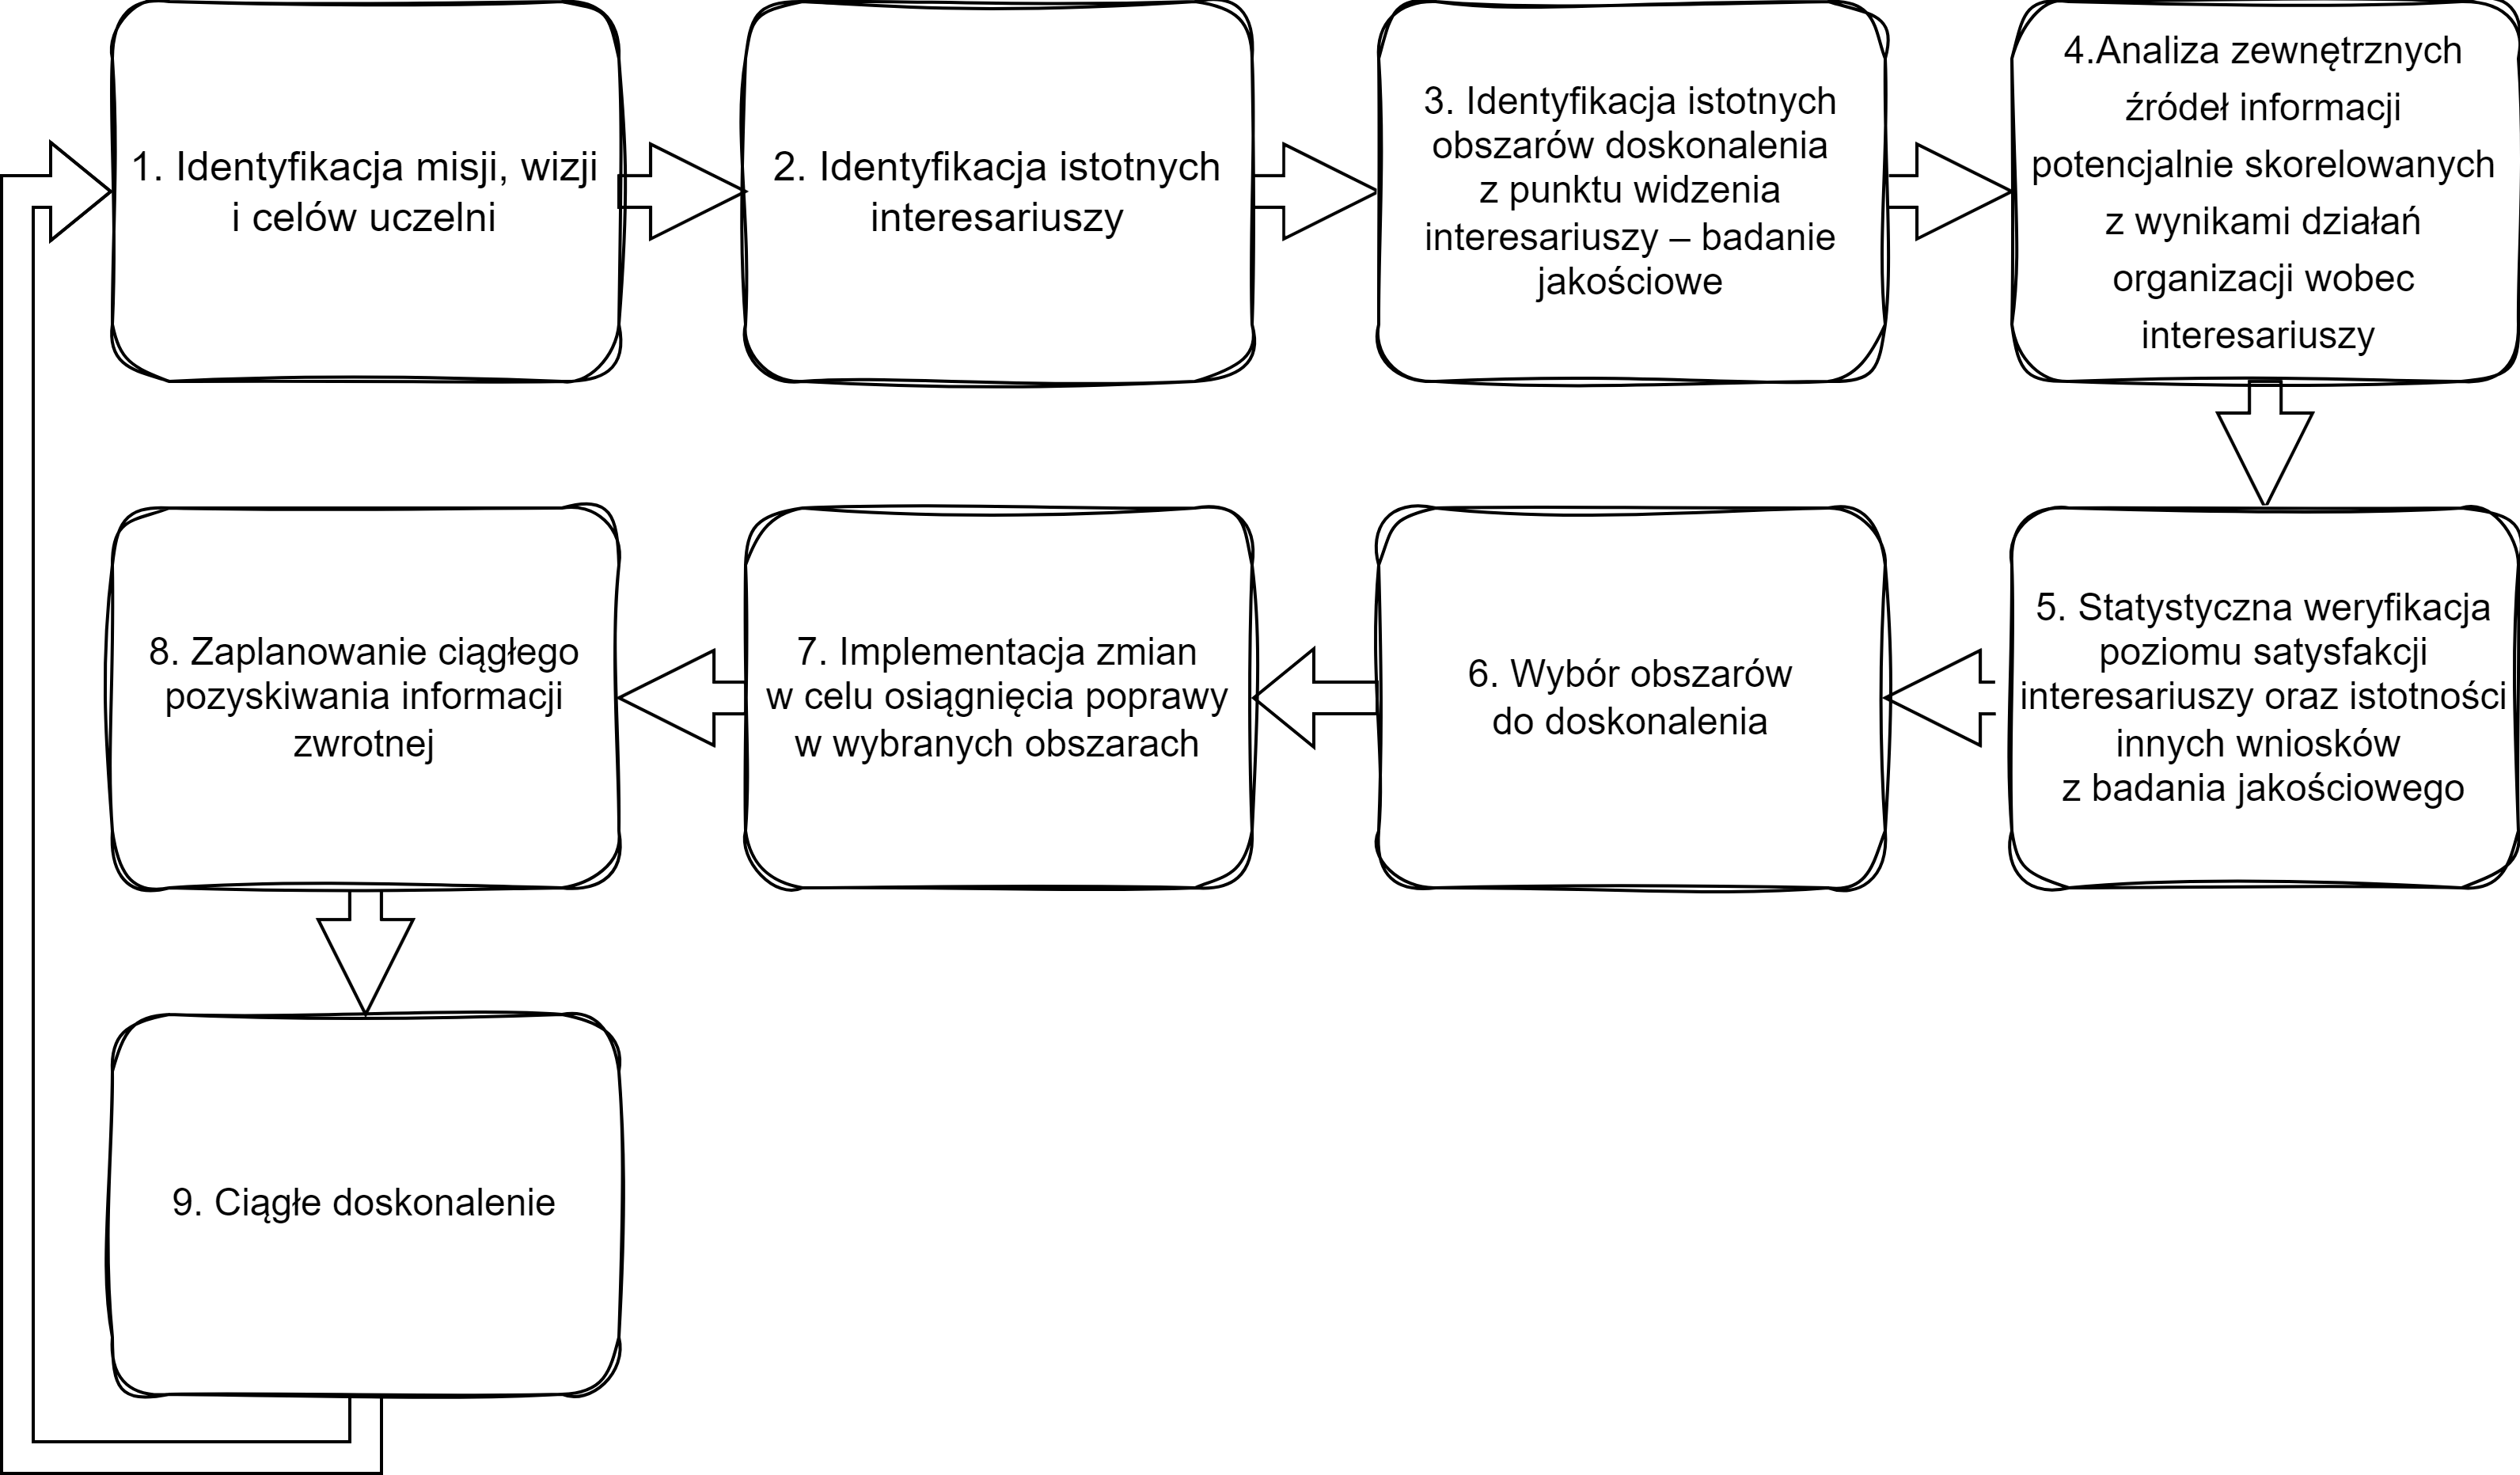 1. Identyfikacja misji, wizji
i celów uczelni
2. Identyfikacja istotnych
interesariuszy
3. Identyfikacja istotnych
obszarów doskonalenia
z punktu widzenia
interesariuszy – badanie
jakościowe
4.Analiza zewnętrznych
źródeł informacji
potencjalnie skorelowanych
z wynikami działań
organizacji wobec
interesariuszy
5. Statystyczna weryfikacja
poziomu satysfakcji
interesariuszy oraz istotności
innych wniosków
z badania jakościowego
6. Wybór obszarów
do doskonalenia
7. Implementacja zmian
w celu osiągnięcia poprawy
w wybranych obszarach
8. Zaplanowanie ciągłego
pozyskiwania informacji
zwrotnej
9. Ciągłe doskonalenie